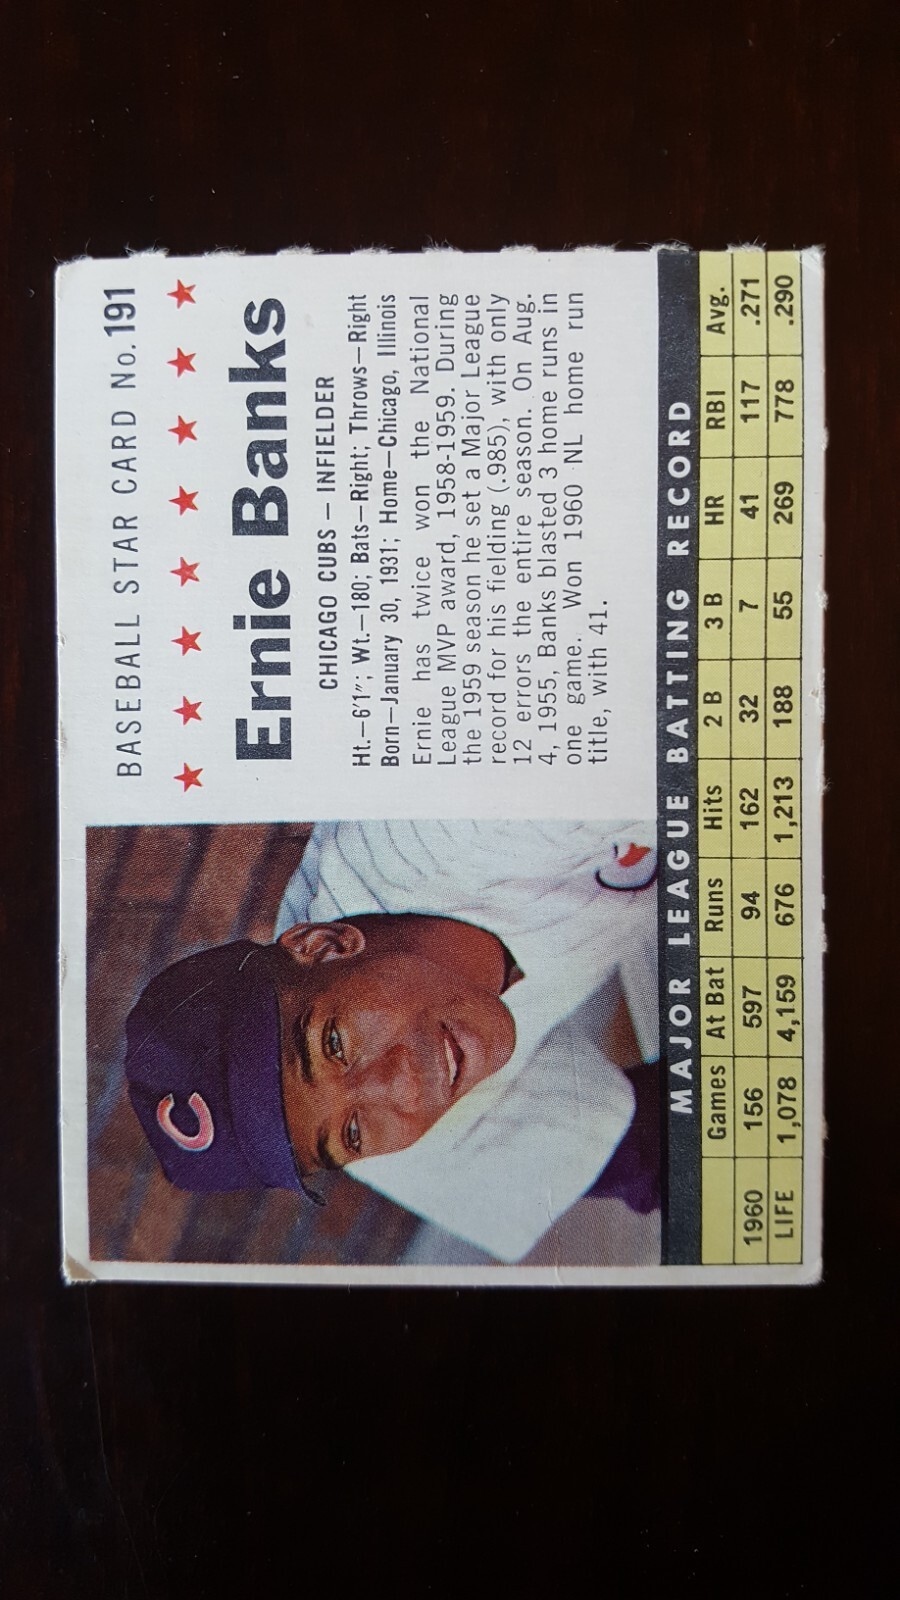 BASEBALL STAR CARD No. 191
Ernie Banks
CHICAGO CUBS – INFIELDER
Ht.–6'1"; Wt.–180; Bats–Right; Throws–Right
Born–January 30, 1931; Home–Chicago, Illinois
Ernie has twice won the National
League MVP award, 1958-1959. During
the 1959 season he set a Major League
record for his fielding (.985), with only
12 errors the entire season. On Aug.
4, 1955, Banks blasted 3 home runs in
one game. Won 1960 NL home run
title, with 41.
C
MAJOR LEAGUE BATTING RECORD
Games At Bat Runs Hits 2 B 3 B HR RBI Avg.
1960 156 597 94 162 32 7 41 117 .271
LIFE 1,078 4,159 676 1,213 188 55 269 778 .290